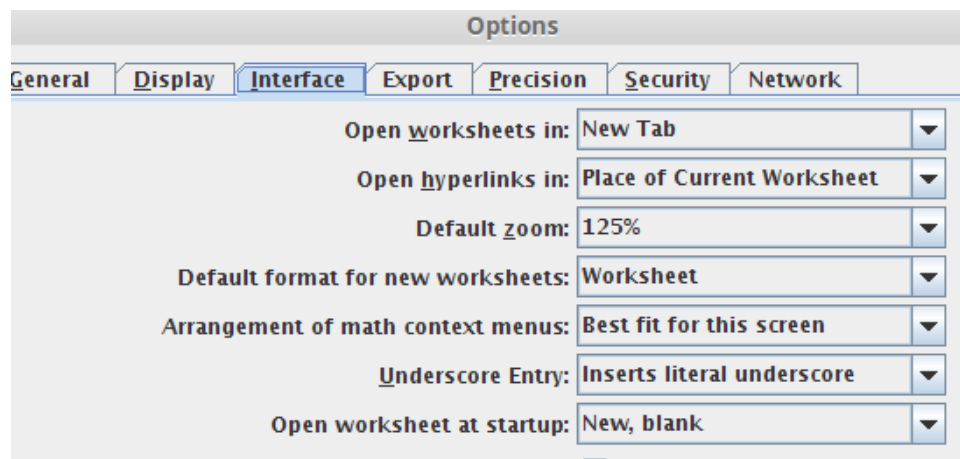 Options
General Display Interface Export Precision Security Network
Open worksheets in: New Tab
Open hyperlinks in: Place of Current Worksheet
Default zoom: 125%
Default format for new worksheets: Worksheet
Arrangement of math context menus: Best fit for this screen
Underscore Entry: Inserts literal underscore
Open worksheet at startup: New, blank